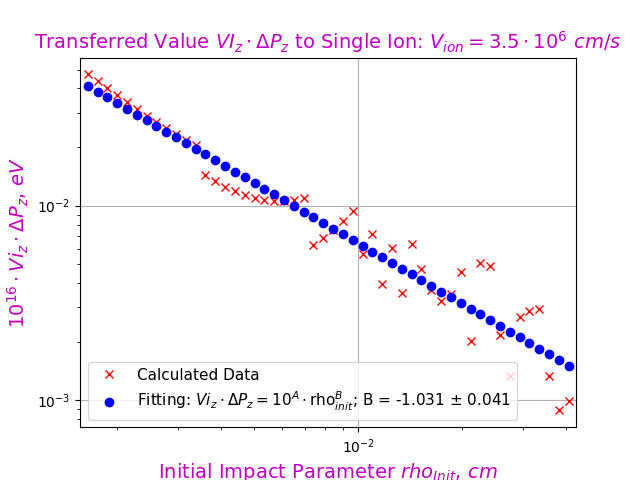 Transferred Value $VI_z \cdot \Delta P_z$ to Single Ion: $V_{ion} = 3.5 \cdot 10^6$ cm/s
$10^{16} \cdot Vi_z \cdot \Delta P_z$, eV
$10^{-2}$
$10^{-3}$
Calculated Data
Fitting: $Vi_z \cdot \Delta P_z = 10^A \cdot \text{rho}_{init}^B$; B = -1.031 ± 0.041
$10^{-2}$
Initial Impact Parameter $rho_{Init}$, cm